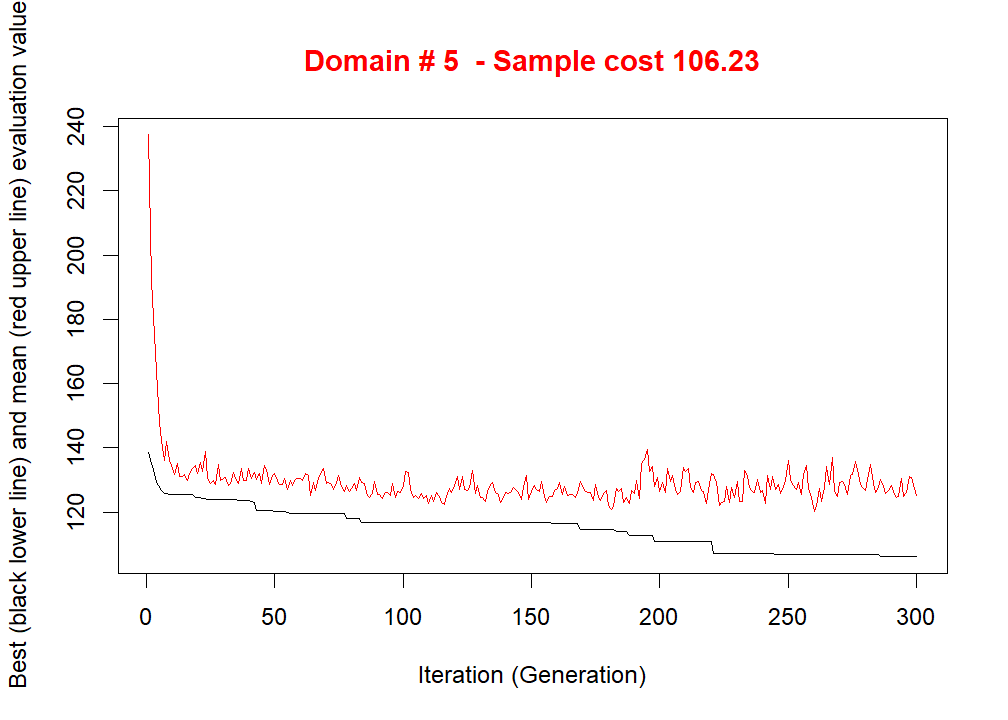 Domain # 5  - Sample cost 106.23
Best (black lower line) and mean (red upper line) evaluation value
240
220
200
180
160
140
120
0 50 100 150 200 250 300
Iteration (Generation)